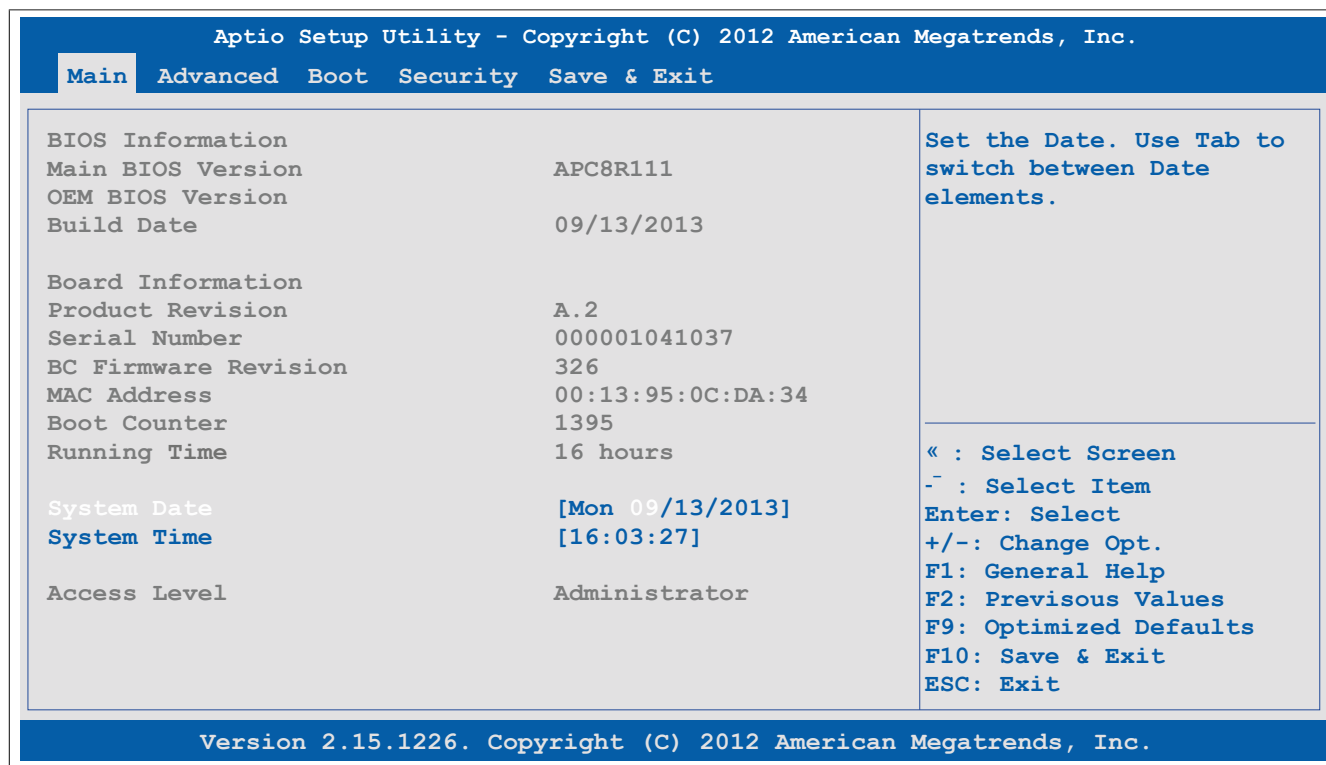 Aptio Setup Utility - Copyright (C) 2012 American Megatrends, Inc.
Main Advanced Boot Security Save & Exit
BIOS Information
Main BIOS Version APC8R111
OEM BIOS Version
Build Date 09/13/2013
Board Information
Product Revision A.2
Serial Number 000001041037
BC Firmware Revision 326
MAC Address 00:13:95:0C:DA:34
Boot Counter 1395
Running Time 16 hours
System Date [Mon 09/13/2013]
System Time [16:03:27]
Access Level Administrator
Set the Date. Use Tab to
switch between Date
elements.
« : Select Screen
-¯ : Select Item
Enter: Select
+/-: Change Opt.
F1: General Help
F2: Previsous Values
F9: Optimized Defaults
F10: Save & Exit
ESC: Exit
Version 2.15.1226. Copyright (C) 2012 American Megatrends, Inc.